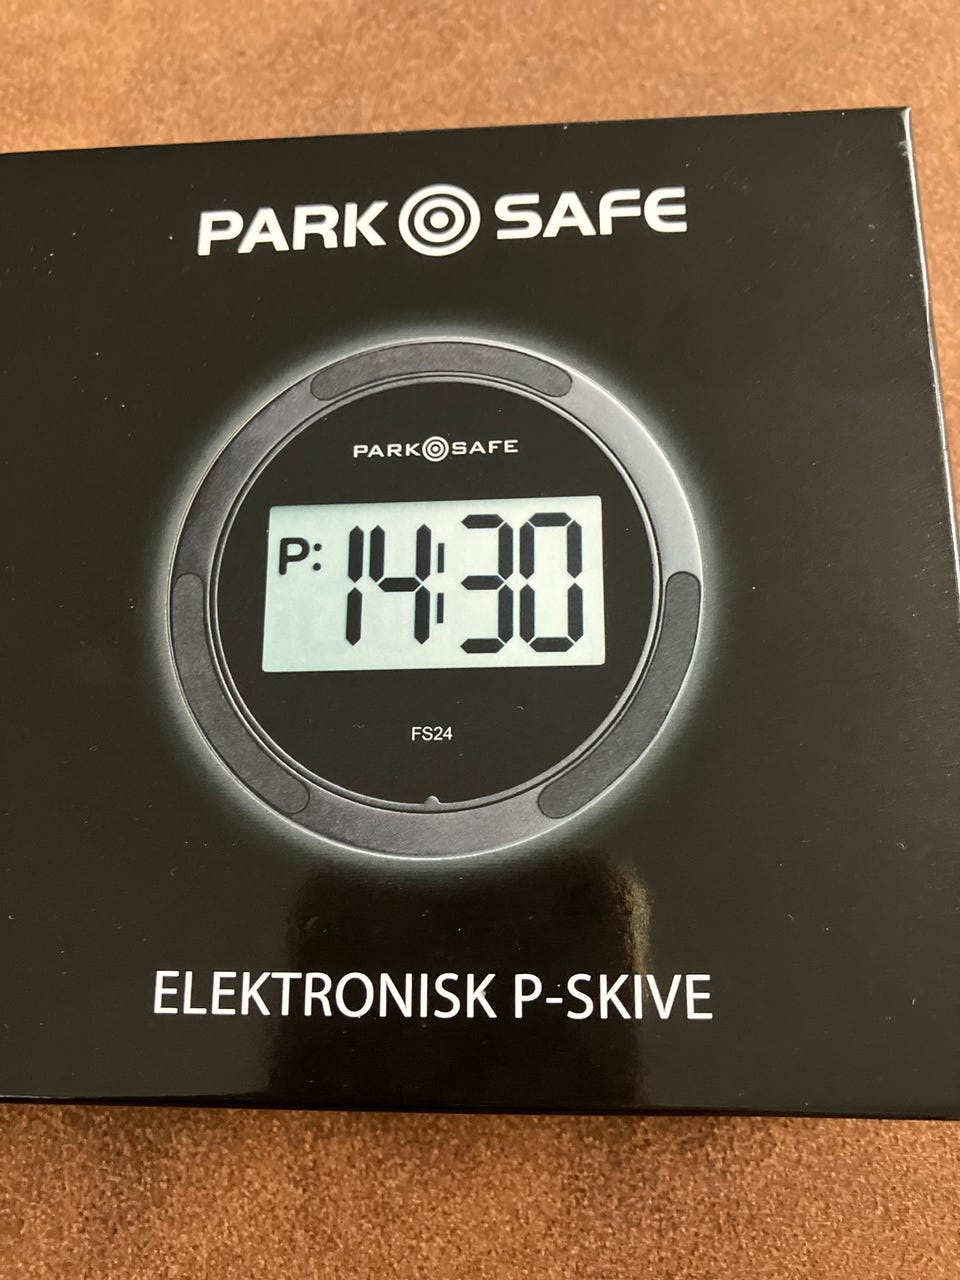 PARK SAFE
PARK SAFE
P: 14:30
FS24
ELEKTRONISK P-SKIVE